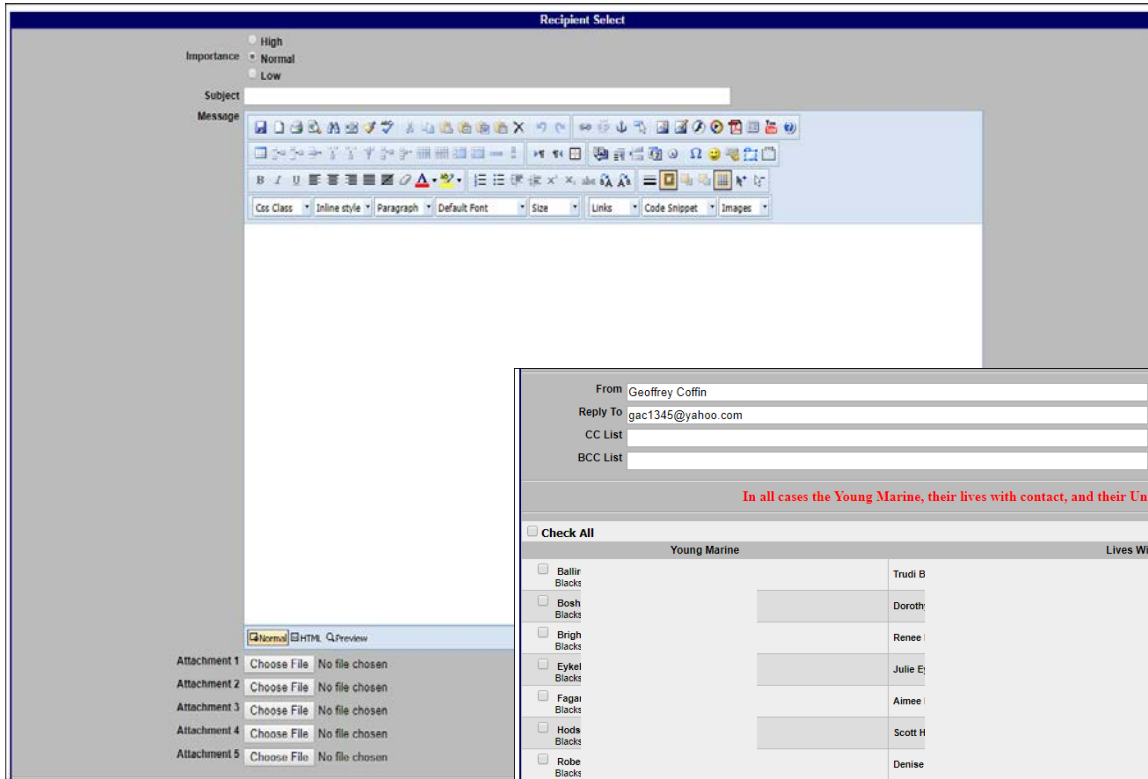 Recipient Select
High
Importance Normal
Low
Subject
Message
B I U
Css Class Inline style Paragraph Default Font Size Links Code Snippet Images
Normal HTML Preview
Attachment 1 Choose File No file chosen
Attachment 2 Choose File No file chosen
Attachment 3 Choose File No file chosen
Attachment 4 Choose File No file chosen
Attachment 5 Choose File No file chosen
From Geoffrey Coffin
Reply To gac1345@yahoo.com
CC List
BCC List
In all cases the Young Marine, their lives with contact, and their Un
Check All
Young Marine Lives Wi
Ballin Trudi B
Blacks
Bosh Dorothy
Blacks
Brigh Renee
Blacks
Eykel Julie Ey
Blacks
Fagan Aimee
Blacks
Hods Scott H
Blacks
Robe Denise
Blacks